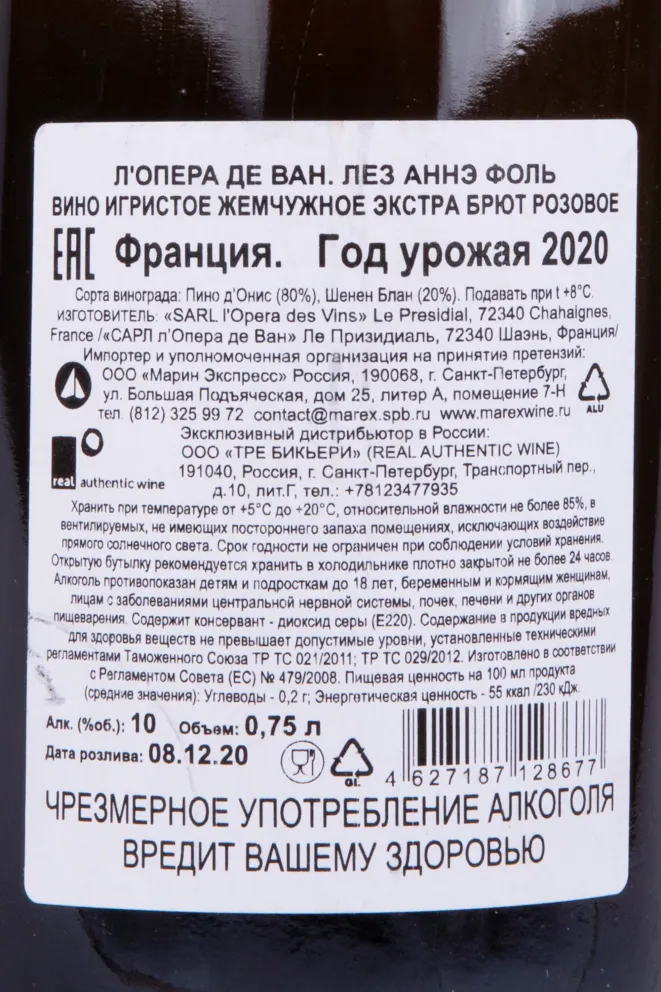 Л'ОПЕРА ДЕ ВАН. ЛЕЗ АННЭ ФОЛЬ
ВИНО ИГРИСТОЕ ЖЕМЧУЖНОЕ ЭКСТРА БРЮТ РОЗОВОЕ
EAC Франция. Год урожая 2020
Сорта винограда: Пино д'Онис (80%), Шенен Блан (20%). Подавать при t +8°C.
ИЗГОТОВИТЕЛЬ: «SARL l'Opera des Vins» Le Presidial, 72340 Chahaignes,
France /«САРЛ л'Опера де Ван» Ле Призидиаль, 72340 Шаэнь, Франция/
Импортер и уполномоченная организация на принятие претензий:
ООО «Марин Экспресс» Россия, 190068, г. Санкт-Петербург,
ул. Большая Подъяческая, дом 25, литер А, помещение 7-Н
тел. (812) 325 99 72 contact@marex.spb.ru www.marexwine.ru
ALU
Эксклюзивный дистрибьютор в России:
ООО «ТРЕ БИКЬЕРИ» (REAL AUTHENTIC WINE)
191040, Россия, г. Санкт-Петербург, Транспортный пер.,
real authentic wine
д.10, лит.Г, тел.: +78123477935
Хранить при температуре от +5°C до +20°C, относительной влажности не более 85%, в
вентилируемых, не имеющих постороннего запаха помещениях, исключающих воздействие
прямого солнечного света. Срок годности не ограничен при соблюдении условий хранения.
Открытую бутылку рекомендуется хранить в холодильнике плотно закрытой не более 24 часов.
Алкоголь противопоказан детям и подросткам до 18 лет, беременным и кормящим женщинам,
лицам с заболеваниями центральной нервной системы, почек, печени и других органов
пищеварения. Содержит консервант - диоксид серы (E220). Содержание в продукции вредных
для здоровья веществ не превышает допустимые уровни, установленные техническими
регламентами Таможенного Союза ТР ТС 021/2011; ТР ТС 029/2012. Изготовлено в соответствии
с Регламентом Совета (ЕС) № 479/2008. Пищевая ценность на 100 мл продукта
(средние значения): Углеводы - 0,2 г; Энергетическая ценность - 55 ккал /230 кДж.
Алк. (%об.): 10 Объем: 0,75 л
Дата розлива: 08.12.20
GL
4 627187 128677
ЧРЕЗМЕРНОЕ УПОТРЕБЛЕНИЕ АЛКОГОЛЯ
ВРЕДИТ ВАШЕМУ ЗДОРОВЬЮ